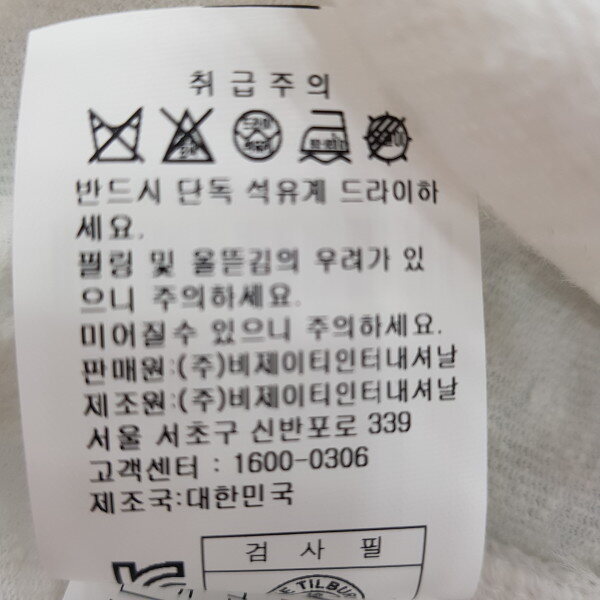 취급주의
드라이
반드시 단독 석유계 드라이하
세요.
필링 및 올뜯김의 우려가 있
으니 주의하세요.
미어질수 있으니 주의하세요.
판매원:(주)비제이티인터내셔날
제조원:(주)비제이티인터내셔날
서울 서초구 신반포로 339
고객센터 : 1600-0306
제조국:대한민국
검 사 필